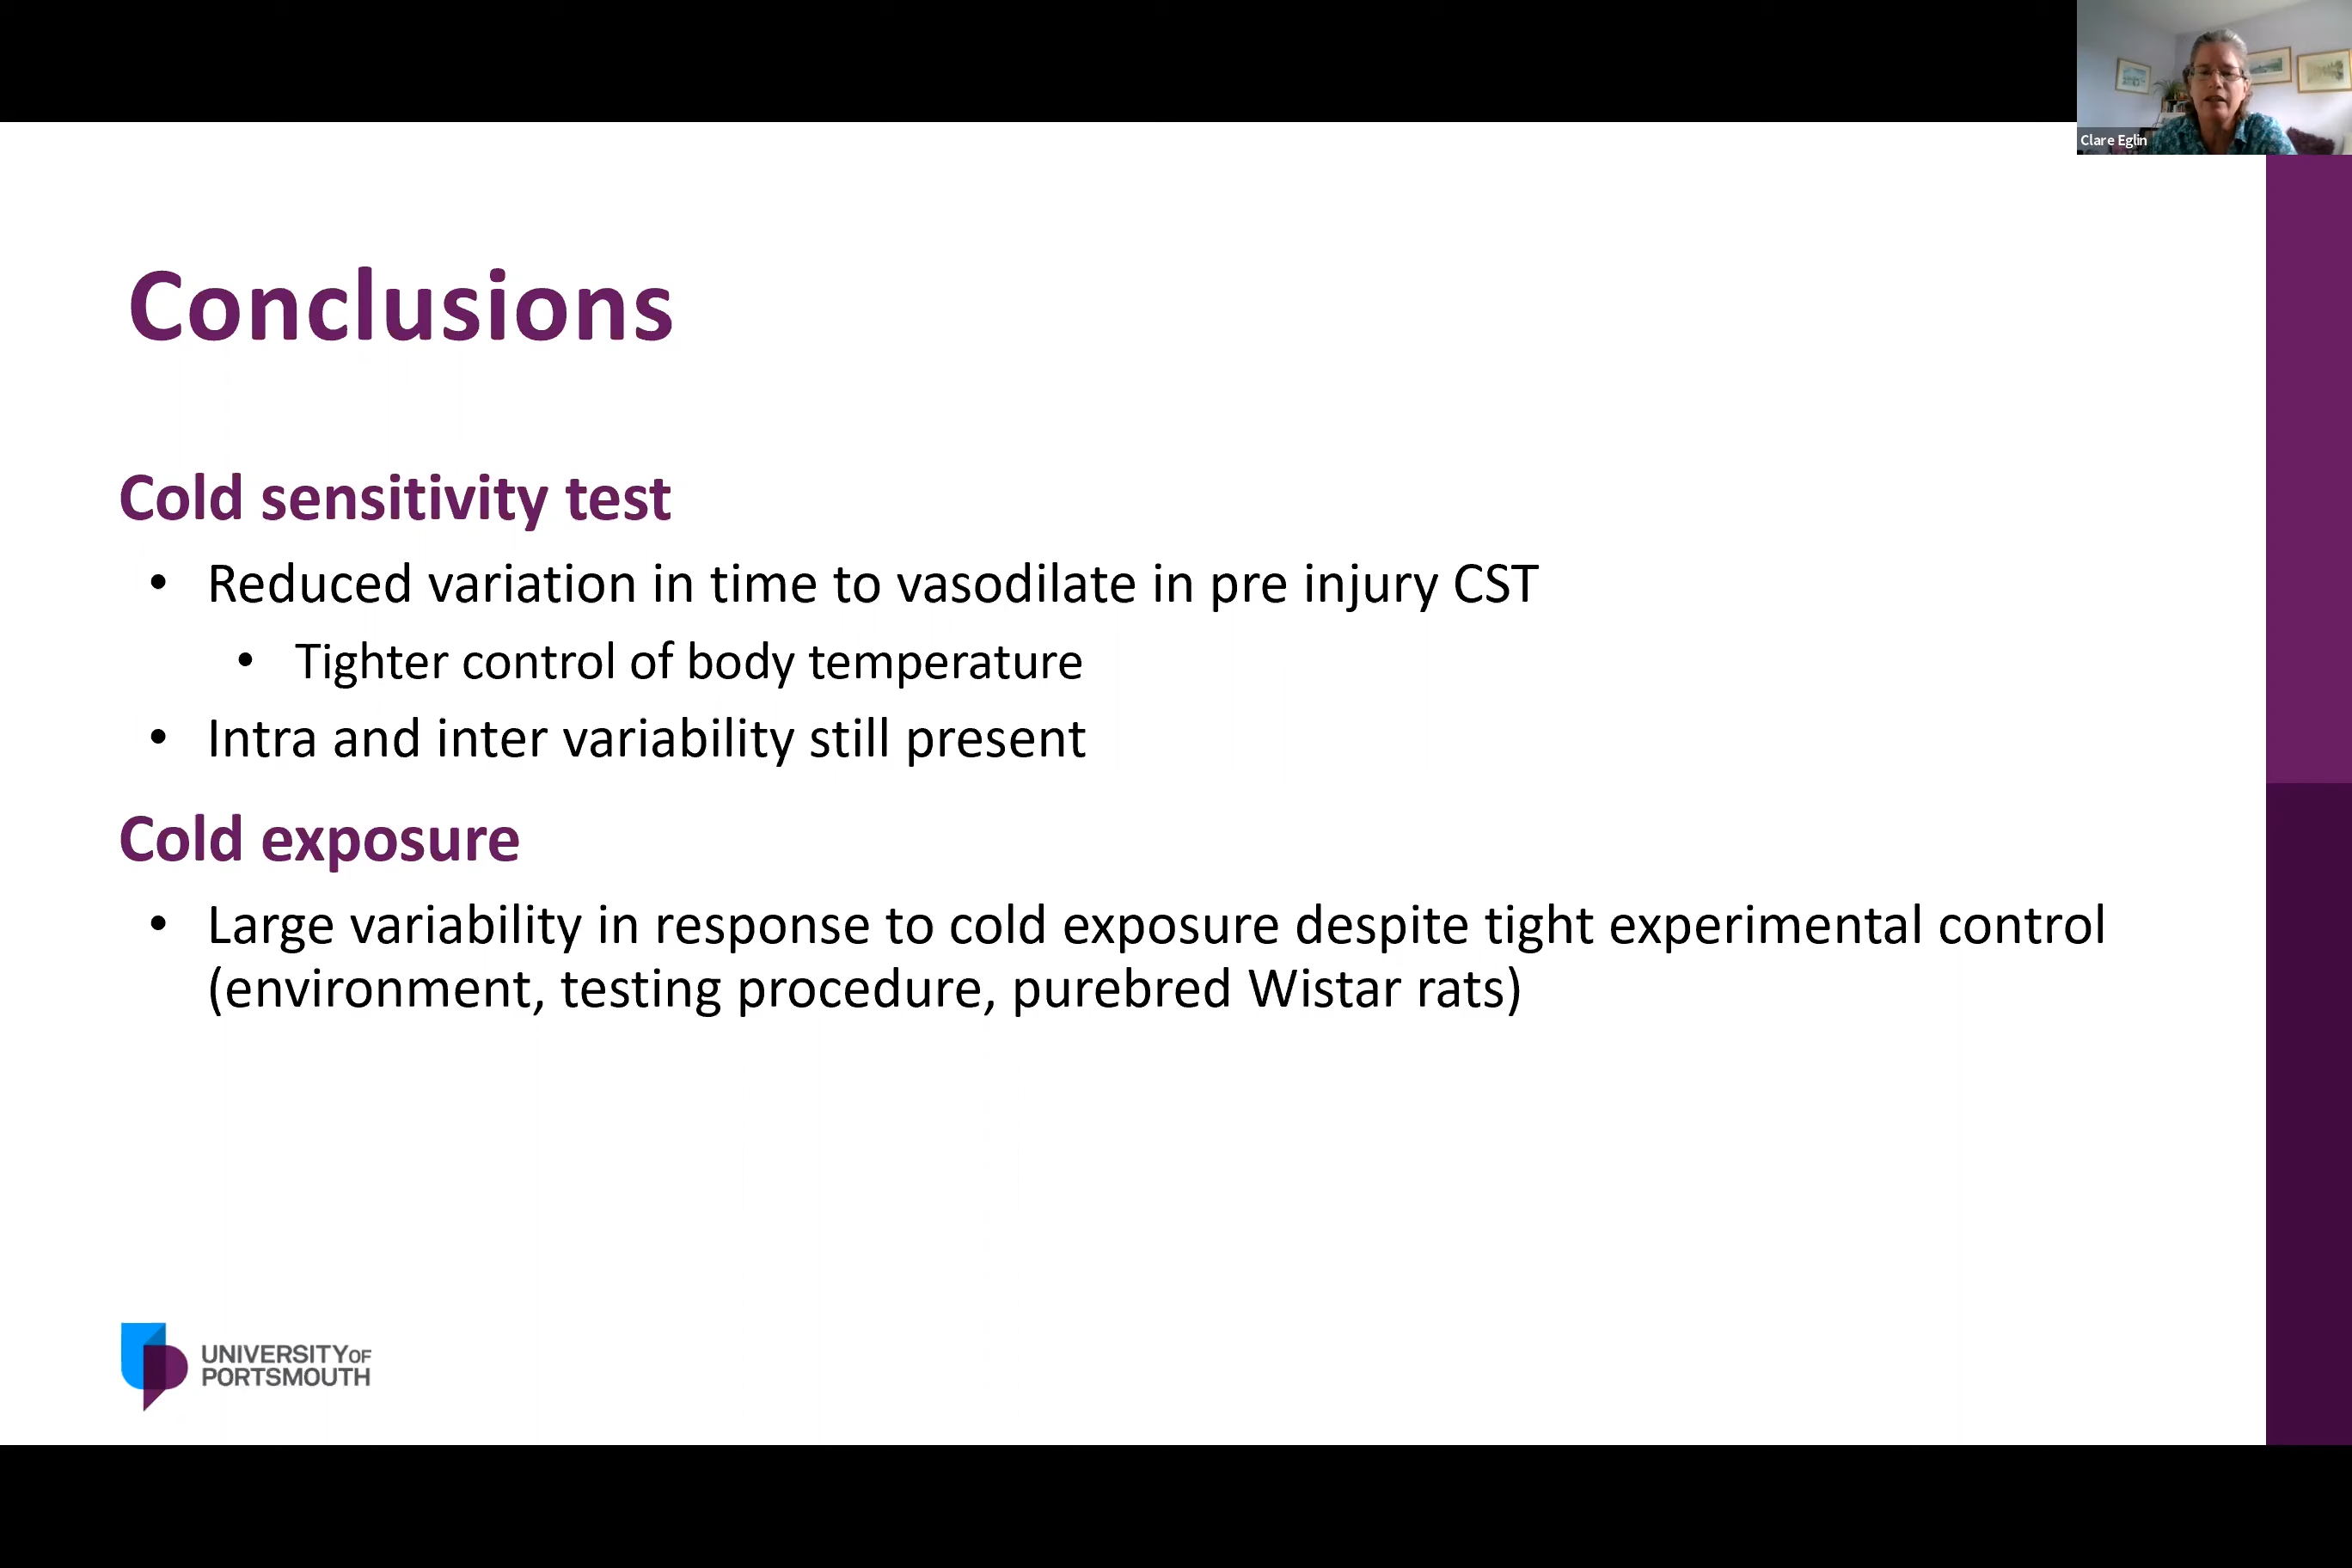 Clare Eglin
Conclusions
Cold sensitivity test
• Reduced variation in time to vasodilate in pre injury CST
• Tighter control of body temperature
• Intra and inter variability still present
Cold exposure
• Large variability in response to cold exposure despite tight experimental control
(environment, testing procedure, purebred Wistar rats)
UNIVERSITY OF
PORTSMOUTH